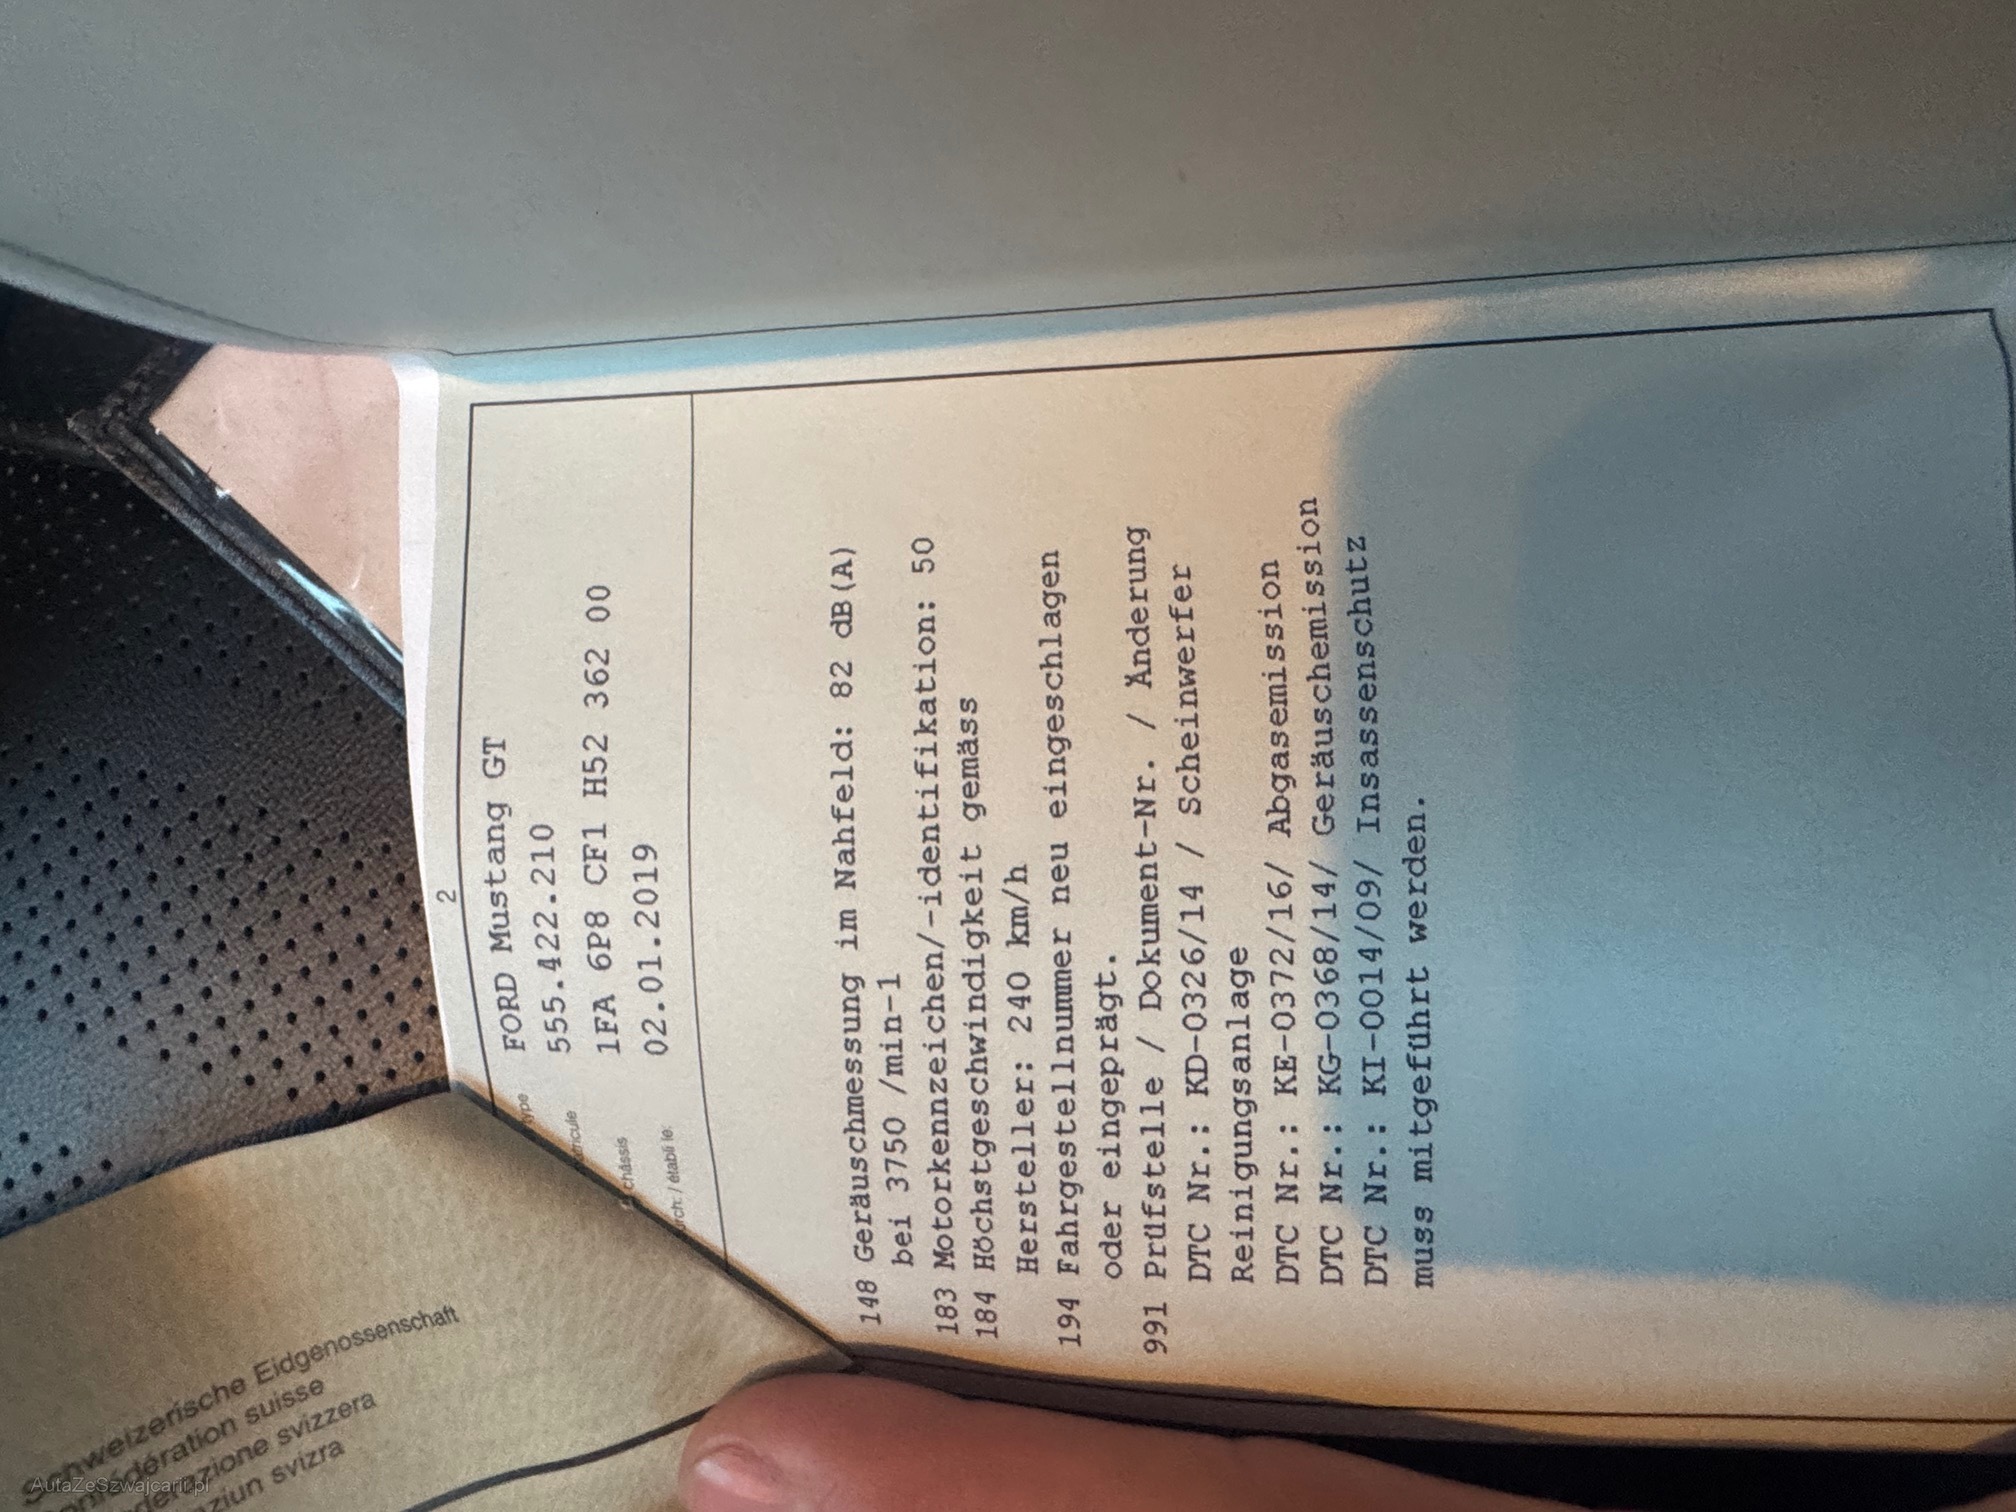 2
FORD Mustang GT
555.422.210
1FA 6P8 CF1 H52 362 00
châssis
02.01.2019
établi le:
148 Geräuschmessung im Nahfeld: 82 dB(A)
bei 3750 /min-1
183 Motorkennzeichen/-identifikation: 50
184 Höchstgeschwindigkeit gemäss
Hersteller: 240 km/h
194 Fahrgestellnummer neu eingeschlagen
oder eingeprägt.
991 Prüfstelle / Dokument-Nr. / Änderung
DTC Nr.: KD-0326/14 / Scheinwerfer
Reinigungsanlage
DTC Nr.: KE-0372/16/ Abgasemission
DTC Nr.: KG-0368/14/ Geräuschemission
DTC Nr.: KI-0014/09/ Insassenschutz
muss mitgeführt werden.
Schweizerische Eidgenossenschaft
suisse
svizzera
svizra
AutaZeSzwajcarii.pl